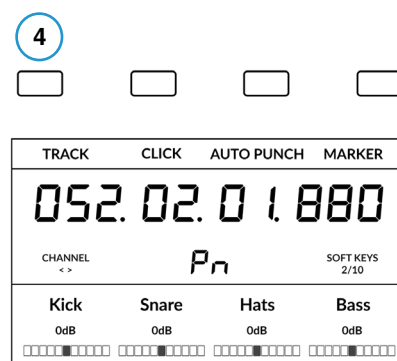 4
TRACK CLICK AUTO PUNCH MARKER
052. 02. 01. 880
CHANNEL Pn SOFT KEYS
< > 2/10
Kick Snare Hats Bass
0dB 0dB 0dB 0dB